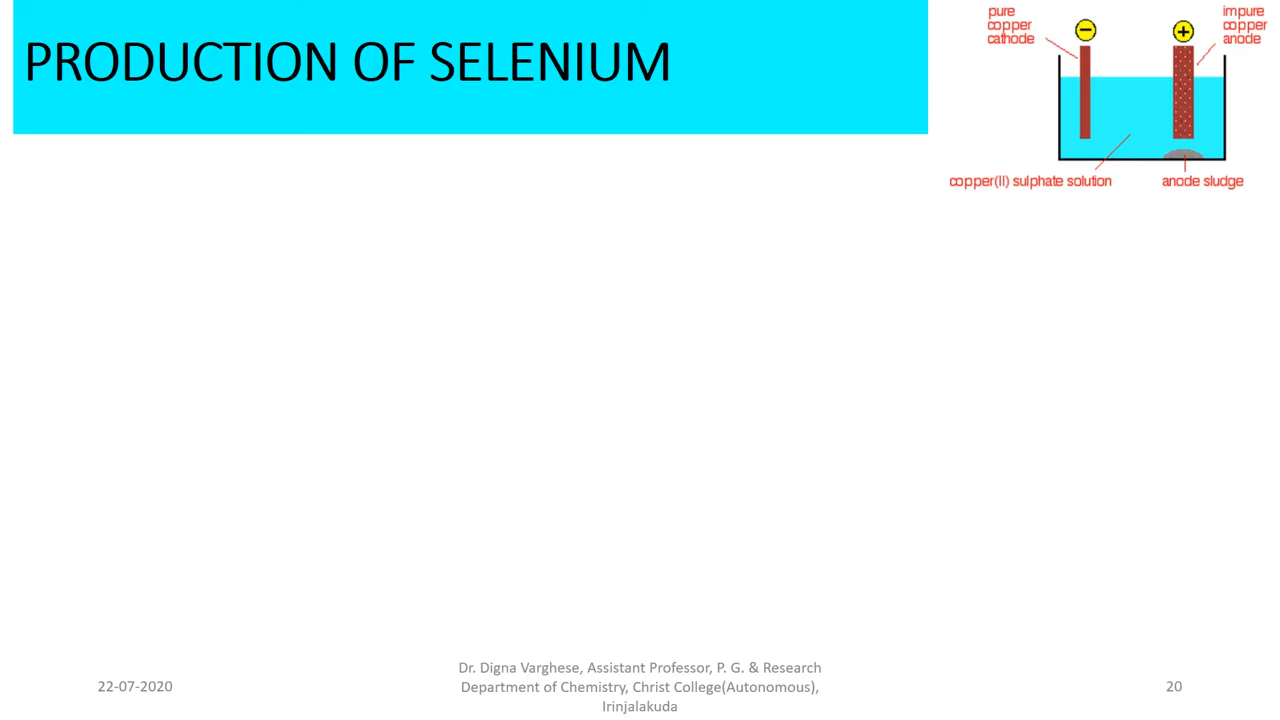 PRODUCTION OF SELENIUM
pure
copper
cathode
−
+
impure
copper
anode
copper(II) sulphate solution
anode sludge
22-07-2020
Dr. Digna Varghese, Assistant Professor, P. G. & Research
Department of Chemistry, Christ College(Autonomous),
Irinjalakuda
20